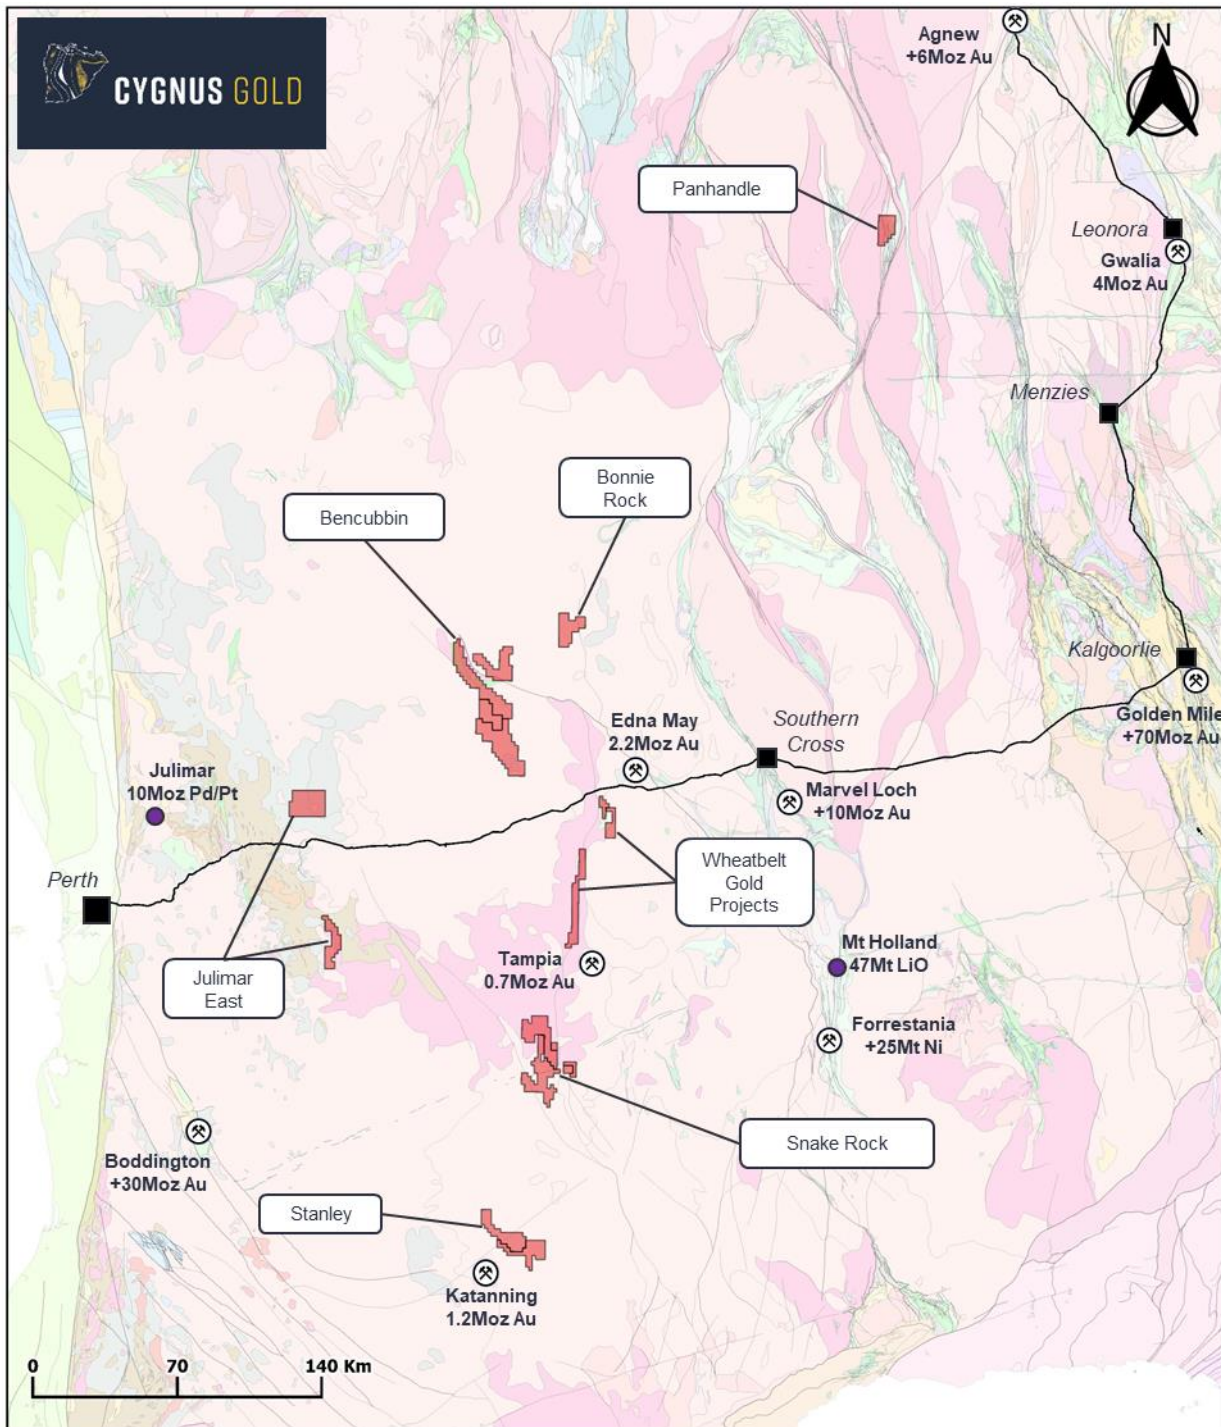 CYGNUS GOLD
Agnew
+6Moz Au
N
Panhandle
Leonora
Gwalia
4Moz Au
Menzies
Bonnie
Rock
Bencubbin
Kalgoorlie
Golden Mile
+70Moz Au
Edna May
2.2Moz Au
Southern
Cross
Julimar
10Moz Pd/Pt
Marvel Loch
+10Moz Au
Wheatbelt
Gold
Projects
Perth
Tampia
0.7Moz Au
Mt Holland
47Mt LiO
Julimar
East
Forrestania
+25Mt Ni
Snake Rock
Boddington
+30Moz Au
Stanley
Katanning
1.2Moz Au
0 70 140 Km